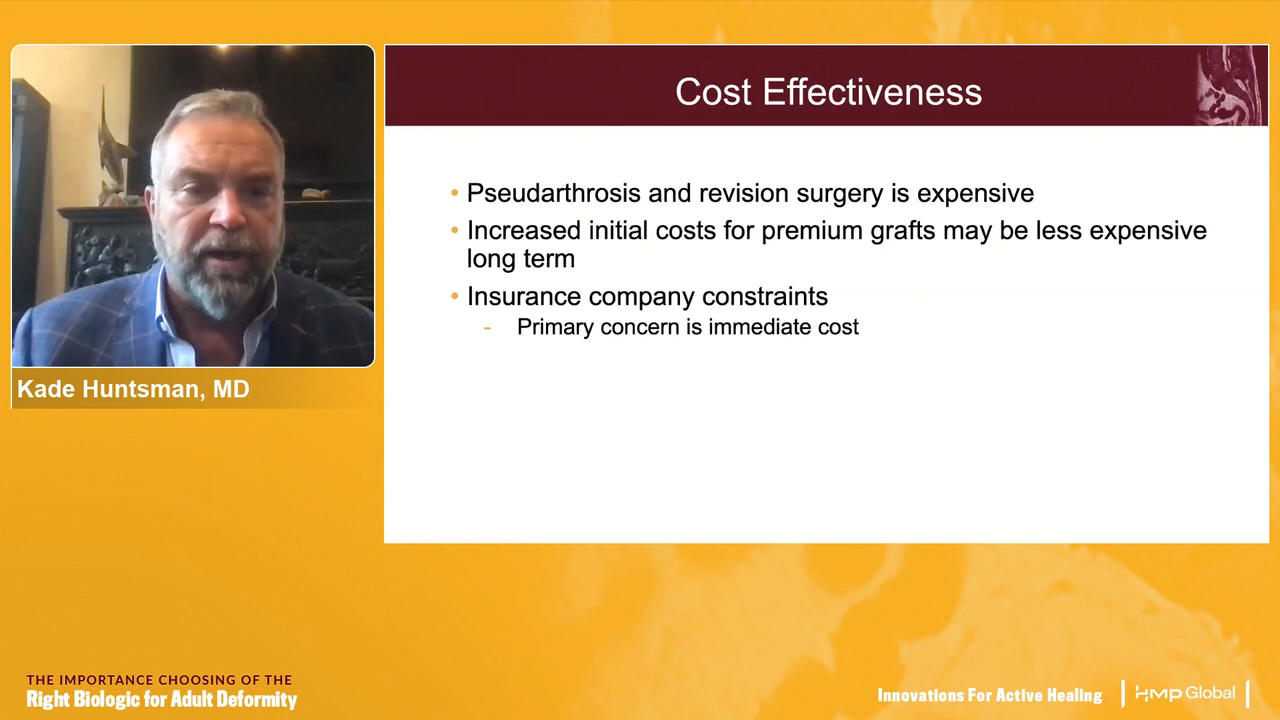 Cost Effectiveness
• Pseudarthrosis and revision surgery is expensive
• Increased initial costs for premium grafts may be less expensive
long term
• Insurance company constraints
- Primary concern is immediate cost
Kade Huntsman, MD
THE IMPORTANCE CHOOSING OF THE
Right Biologic for Adult Deformity
Innovations For Active Healing
HMP Global